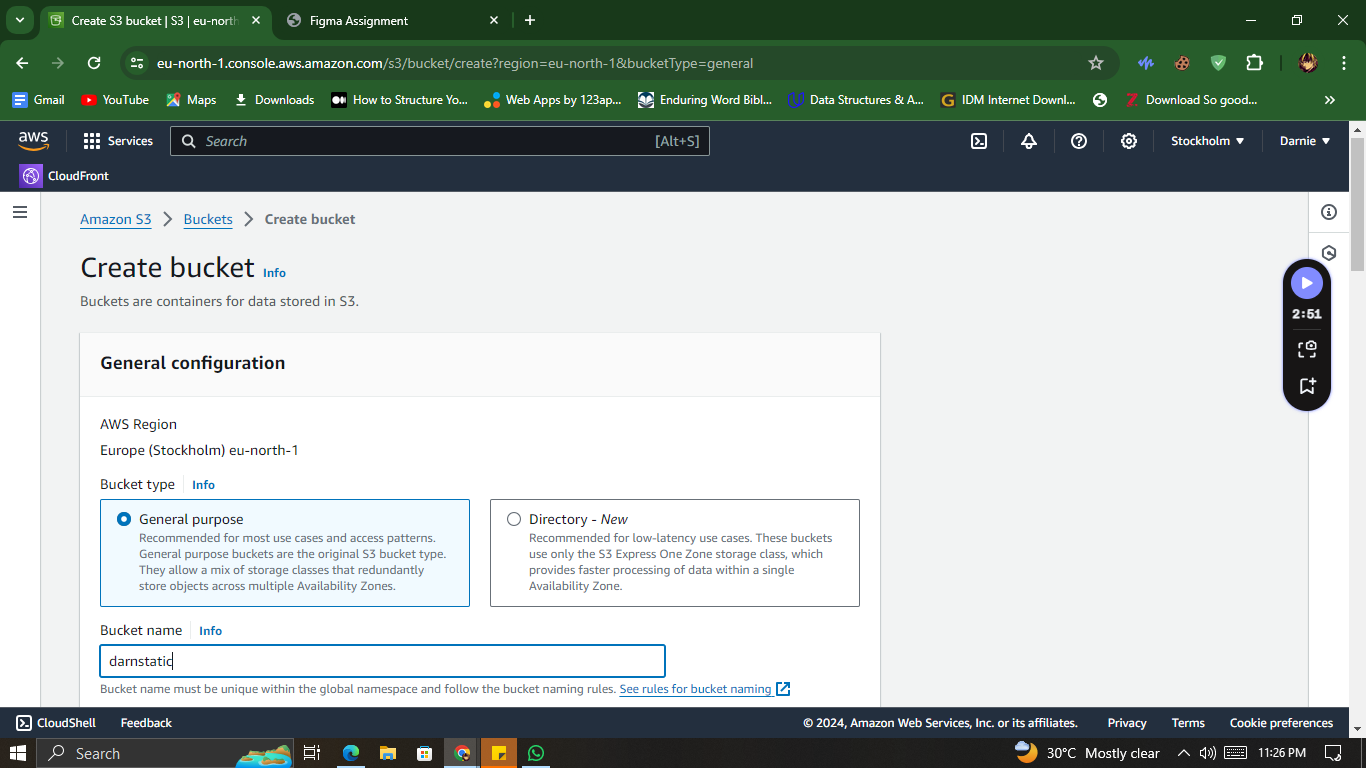 Create S3 bucket | S3 | eu-north
Figma Assignment
eu-north-1.console.aws.amazon.com/s3/bucket/create?region=eu-north-1&bucketType=general
Gmail
YouTube
Maps
Downloads
How to Structure Yo...
Web Apps by 123ap...
Enduring Word Bibl...
Data Structures & A...
IDM Internet Downl...
Download So good...
aws
Services
Search
[Alt+S]
Stockholm
Darnie
CloudFront
Amazon S3
Buckets
Create bucket
Create bucket Info
Buckets are containers for data stored in S3.
2:51
General configuration
AWS Region
Europe (Stockholm) eu-north-1
Bucket type Info
General purpose
Recommended for most use cases and access patterns.
General purpose buckets are the original S3 bucket type.
They allow a mix of storage classes that redundantly
store objects across multiple Availability Zones.
Directory - New
Recommended for low-latency use cases. These buckets
use only the S3 Express One Zone storage class, which
provides faster processing of data within a single
Availability Zone.
Bucket name Info
darnstatic
Bucket name must be unique within the global namespace and follow the bucket naming rules. See rules for bucket naming
CloudShell
Feedback
© 2024, Amazon Web Services, Inc. or its affiliates.
Privacy
Terms
Cookie preferences
Search
30°C Mostly clear
11:26 PM